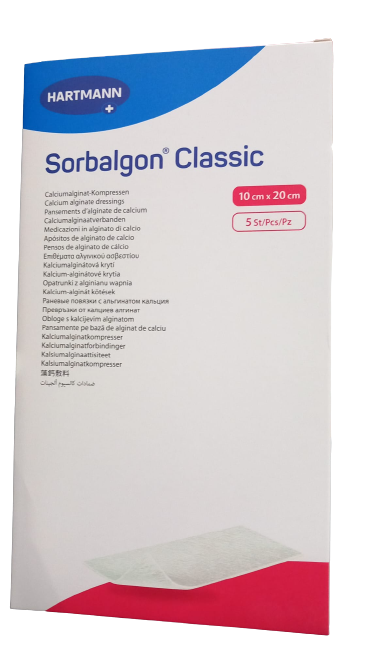 HARTMANN
Sorbalgon® Classic
Calciumalginat-Kompressen
Calcium alginate dressings
Pansements d'alginate de calcium
Calciumalginaatverbanden
Medicazioni in alginato di calcio
Apósitos de alginato de calcio
Pensos de alginato de cálcio
Επιθέματα αλγινικού ασβεστίου
Kalciumalginátová krytí
Kalcium-alginátové krytia
Opatrunki z alginianu wapnia
Kalcium-alginát kötések
Раневые повязки с альгинатом кальция
Превръзки от калциев алгинат
Obloge s kalcijevim alginatom
Pansamente pe bază de alginat de calciu
Kalciumalginatkompresser
Kalciumalginatforbindinger
Kalsiumalginaattisiteet
Kalsiumalginatkompresser
藻鈣敷料
ضمادات كالسيوم ألجينات
10 cm x 20 cm
5 St/Pcs/Pz